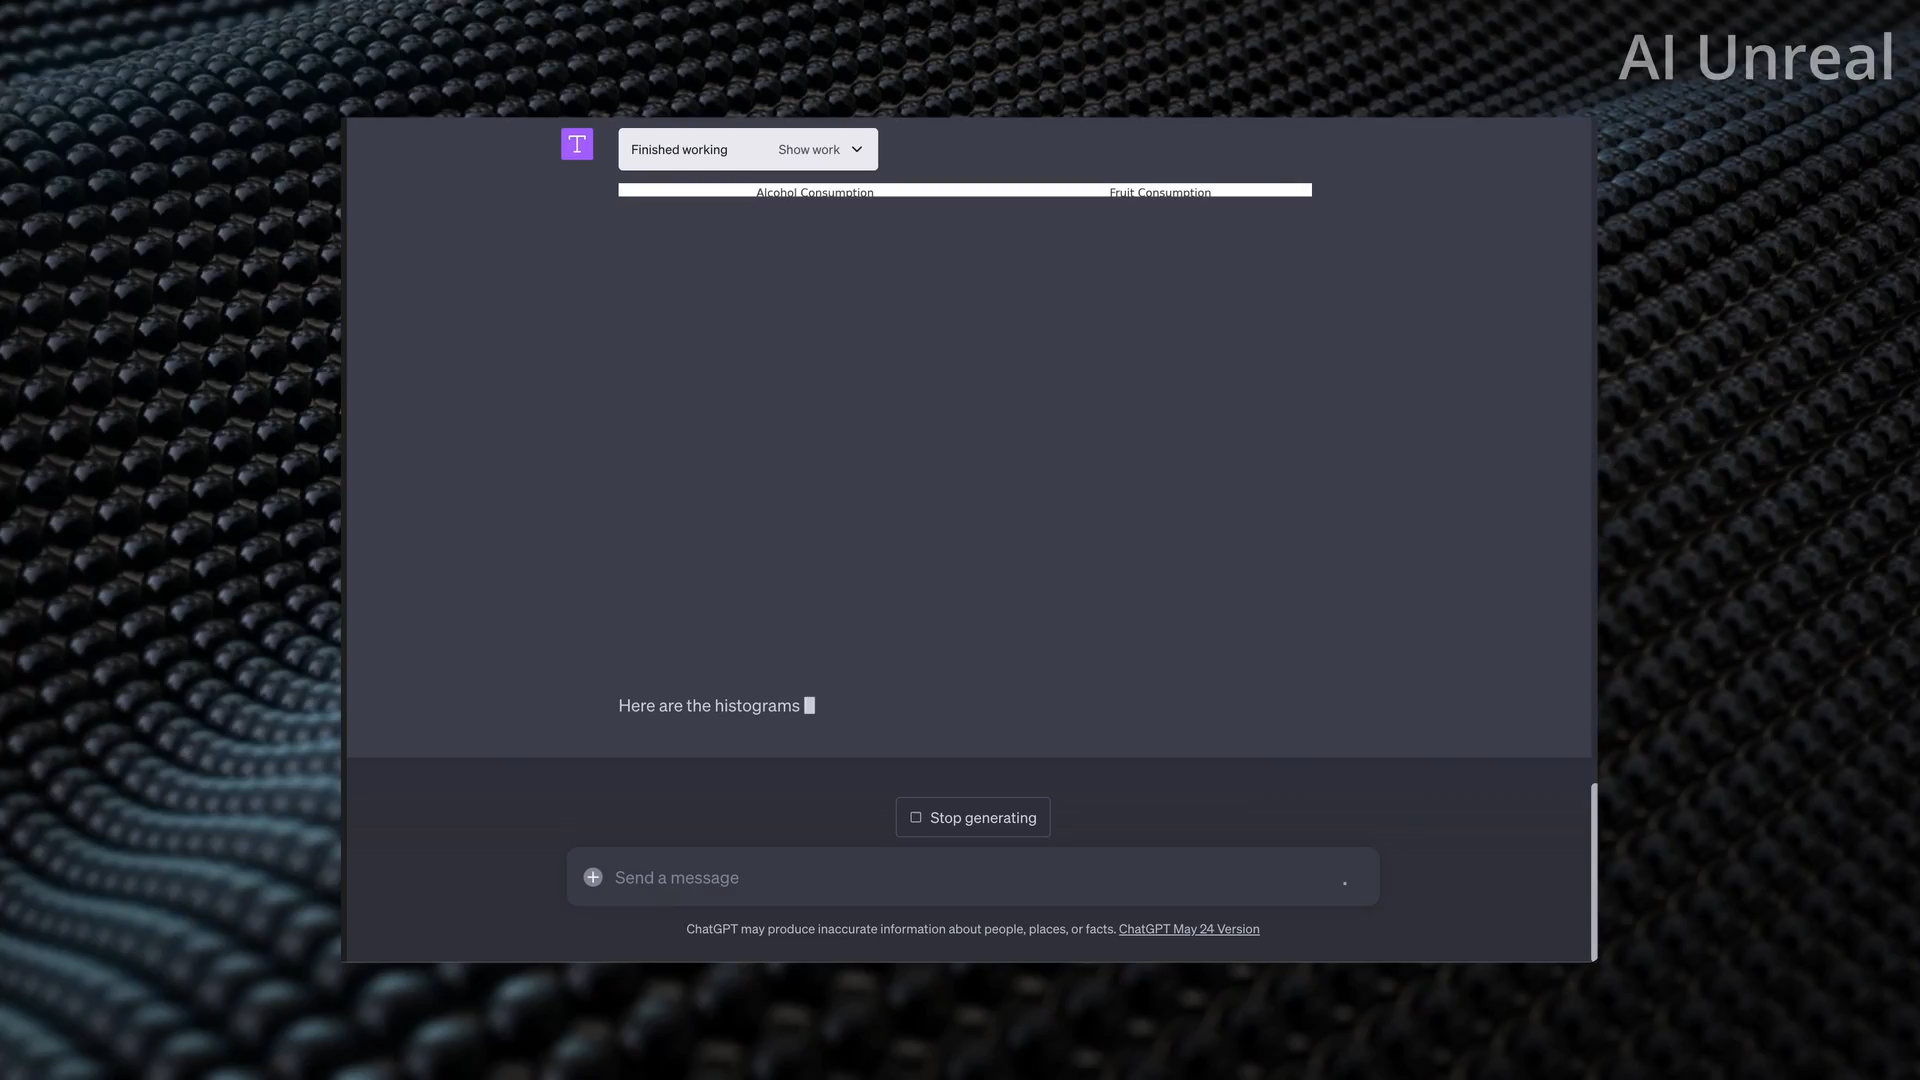 AI Unreal
T
Finished working Show work
Alcohol Consumption Fruit Consumption
Here are the histograms
Stop generating
Send a message
ChatGPT may produce inaccurate information about people, places, or facts. ChatGPT May 24 Version